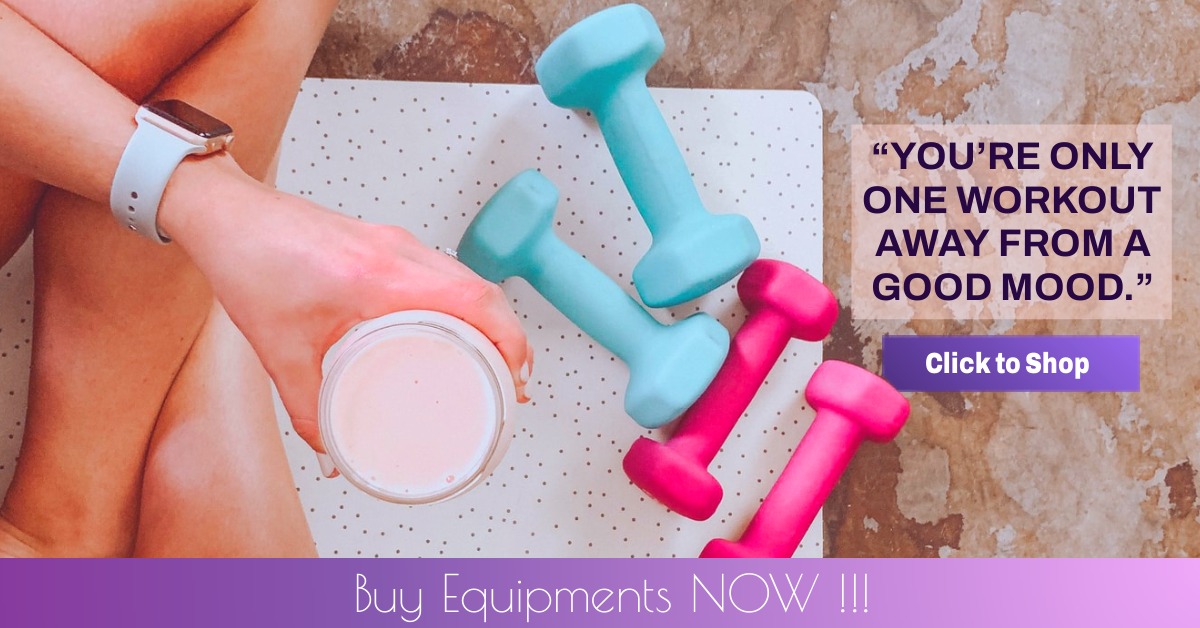 “YOU’RE ONLY
ONE WORKOUT
AWAY FROM A
GOOD MOOD.”
Click to Shop
Buy Equipments NOW !!!